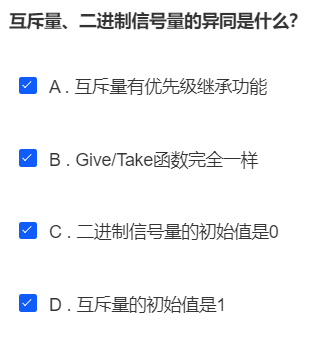 互斥量、二进制信号量的异同是什么?
A . 互斥量有优先级继承功能
B . Give/Take函数完全一样
C . 二进制信号量的初始值是0
D . 互斥量的初始值是1